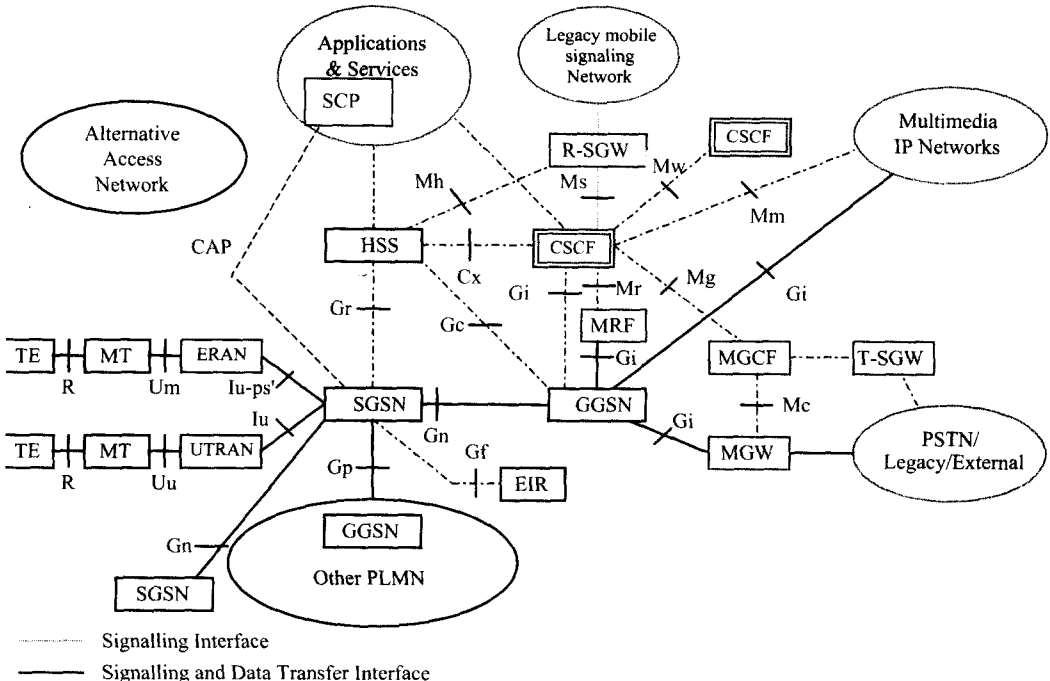 Applications
& Services
SCP
Legacy mobile
signaling
Network
Alternative
Access
Network
R-SGW
CSCF
Multimedia
IP Networks
Mh
Ms
Mw
Mm
CAP
HSS
CSCF
Cx
Gr
Gc
Gi
Mr
Mg
Gi
MRF
Gi
TE
MT
ERAN
R
Um
Iu-ps'
MGCF
T-SGW
SGSN
Gn
GGSN
Mc
Iu
Gi
TE
MT
UTRAN
R
Uu
Gp
Gf
EIR
MGW
PSTN/
Legacy/External
Gn
GGSN
Other PLMN
SGSN
Signalling Interface
Signalling and Data Transfer Interface